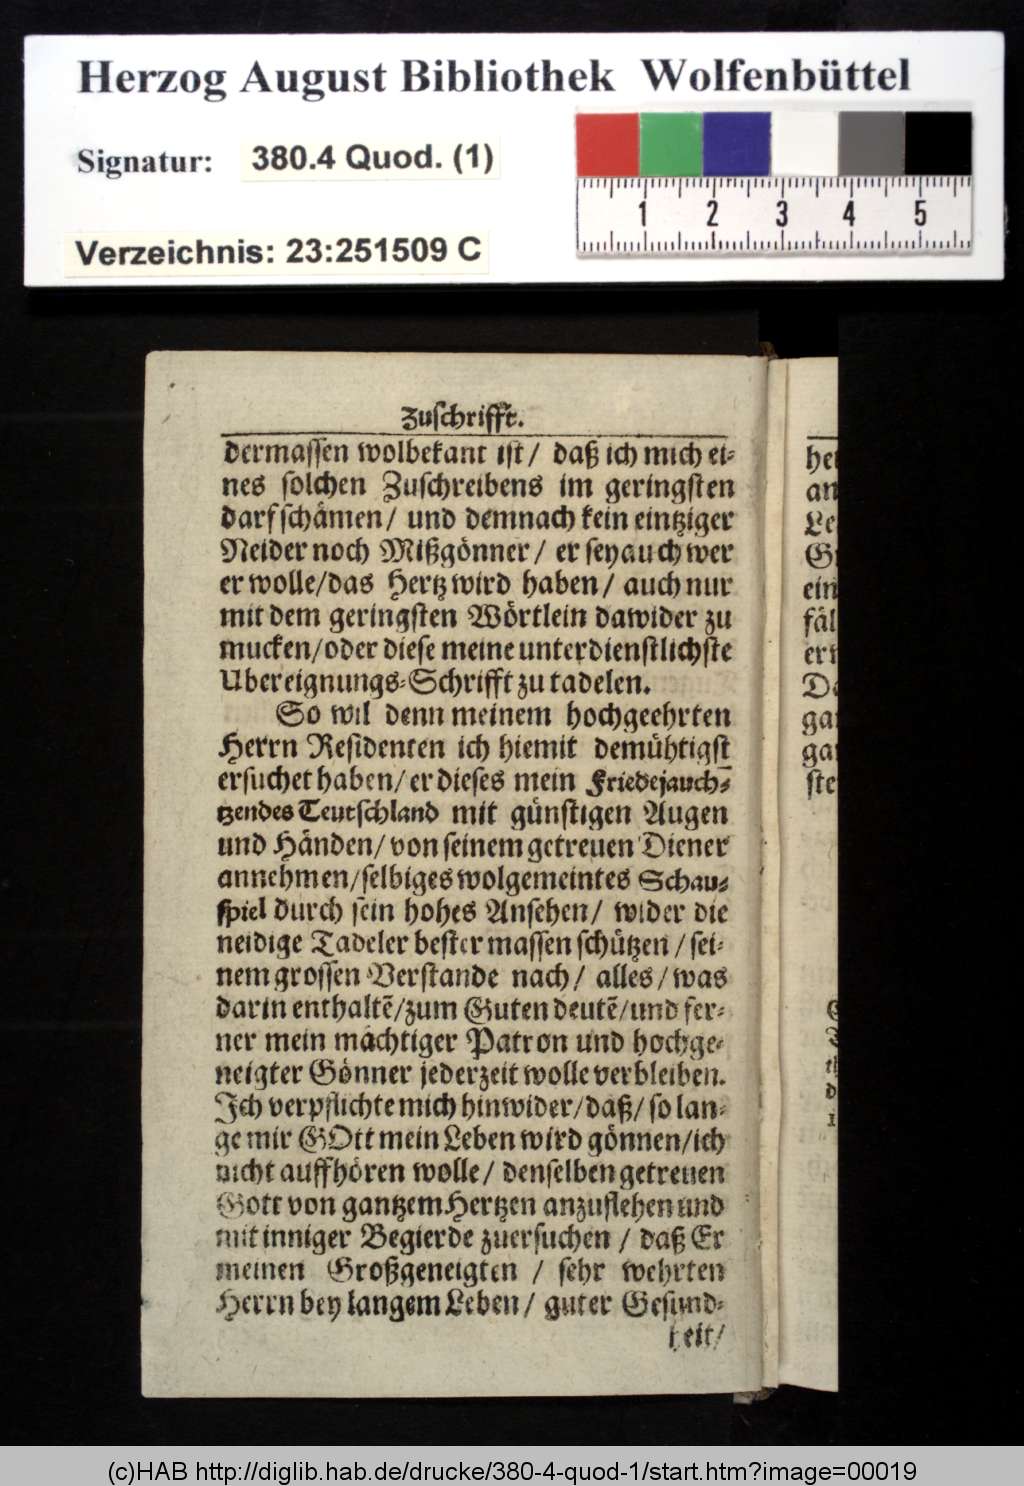 Herzog August Bibliothek Wolfenbüttel
Signatur: 380.4 Quod. (1)
1 2 3 4 5
Verzeichnis: 23:251509 C
Zuschrifft.
dermassen wolbekant ist/ daß ich mich ei-
nes solchen Zuschreibens im geringsten
darf schämen/ und demnach kein eintziger
Neider noch Mißgönner/ er sey auch wer
er wolle/das Hertz wird haben/ auch nur
mit dem geringsten Wörtlein dawider zu
mucken/oder diese meine unterdienstlichste
Ubereignungs-Schrifft zu tadelen.
So wil denn meinem hochgeehrten
Herrn Residenten ich hiemit demühtigst
ersuchet haben/ er dieses mein Friedejauch-
tzendes Teutschland mit günstigen Augen
und Händen/ von seinem getreuen Diener
annehmen/selbiges wolgemeintes Schau-
spiel durch sein hohes Ansehen/ wider die
neidige Tadeler bester massen schützen/ sei-
nem grossen Verstande nach/ alles/ was
darin enthaltē/zum Guten deutē/und fer-
ner mein mächtiger Patron und hochge-
neigter Gönner jederzeit wolle verbleiben.
Ich verpflichte mich hinwider/daß/ so lan-
ge mir GOtt mein Leben wird gönnen/ich
nicht auffhören wolle/ denselben getreuen
Gott von gantzem Hertzen anzuflehen und
mit inniger Begierde zuersuchen / daß Er
meinen Großgeneigten / sehr wehrten
Herrn bey langem Leben/ guter Gesund-
heit/
an
Le
ein
fäl
ga
ste
(c)HAB http://diglib.hab.de/drucke/380-4-quod-1/start.htm?image=00019